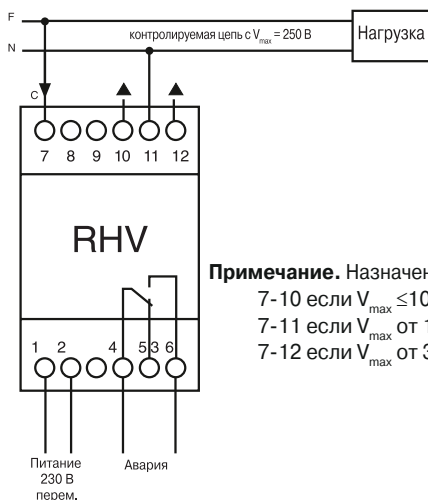 F
N
контролируемая цепь с Vmax = 250 В
Нагрузка
C
7 8 9 10 11 12
RHV
Примечание.
7-10 если Vmax ≤10
7-11 если Vmax от 1
7-12 если Vmax от 3
1 2 4 5 3 6
Питание
230 В
перем.
Авария